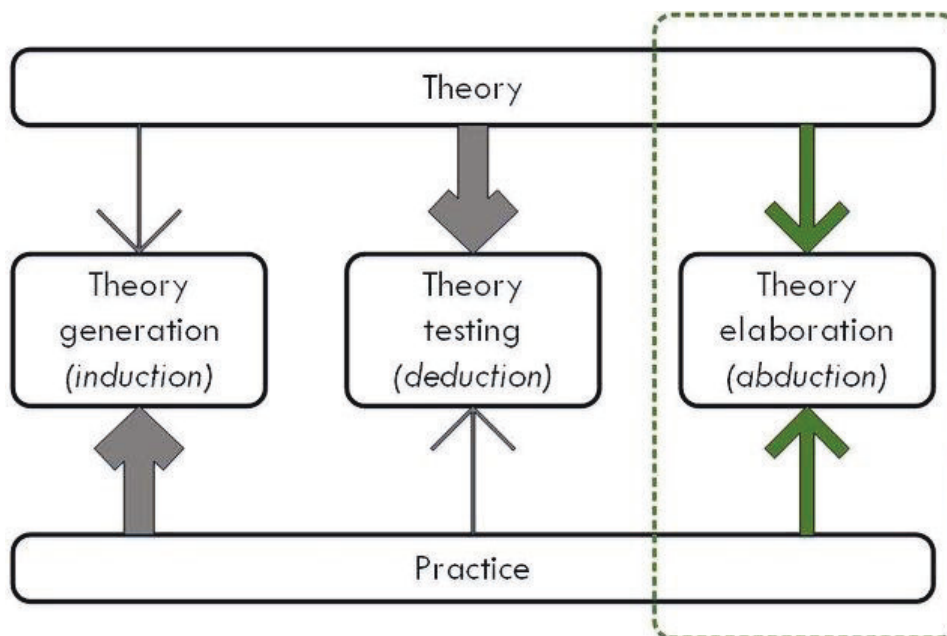 Theory
Theory
generation
(induction)
Theory
testing
(deduction)
Theory
elaboration
(abduction)
Practice